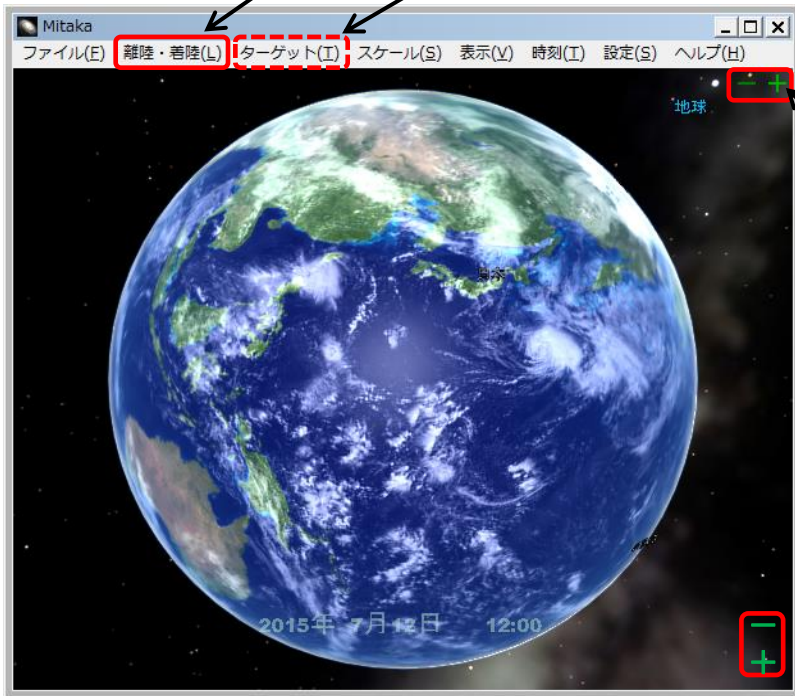 Mitaka
ファイル(F) 離陸・着陸(L) ターゲット(T) スケール(S) 表示(V) 時刻(T) 設定(S) ヘルプ(H)
− +
地球
日本
2015年 7月12日 12:00
−
+